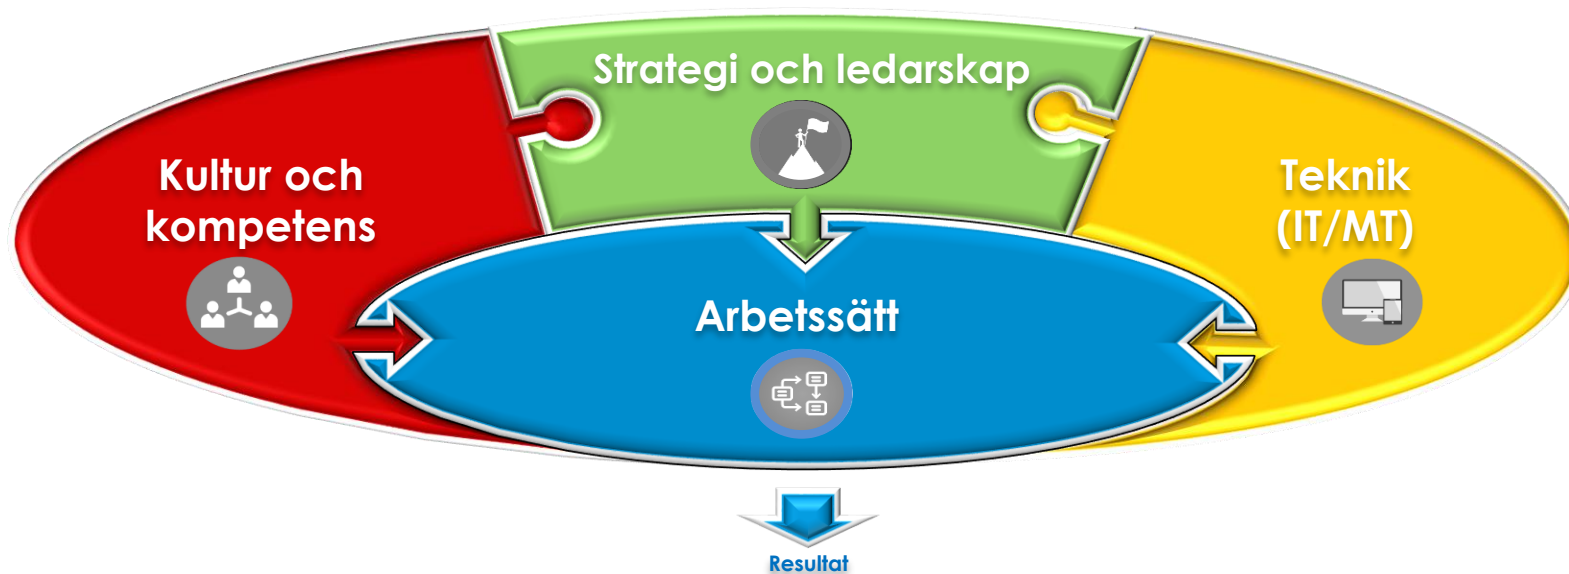 Strategi och ledarskap
Kultur och
kompetens
Teknik
(IT/MT)
Arbetssätt
Resultat